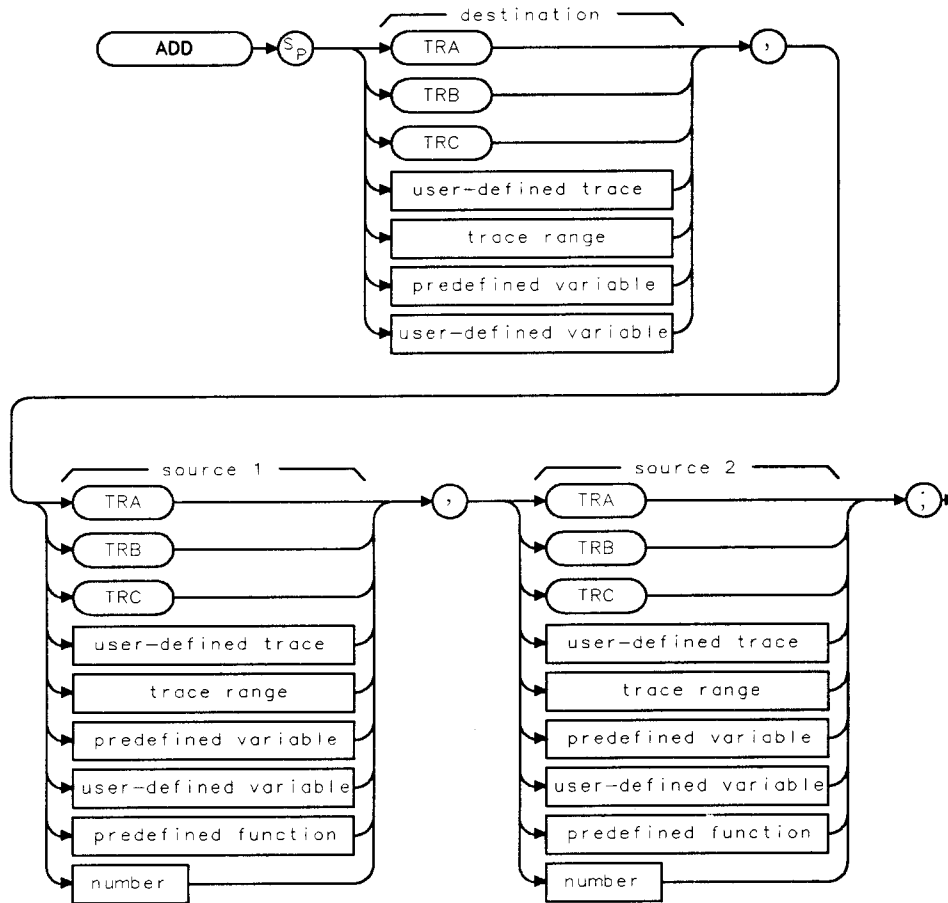 destination
ADD SP TRA ,
TRB
TRC
user-defined trace
trace range
predefined variable
user-defined variable
source 1
TRA ,
TRB
TRC
user-defined trace
trace range
predefined variable
user-defined variable
predefined function
number
source 2
TRA ;
TRB
TRC
user-defined trace
trace range
predefined variable
user-defined variable
predefined function
number